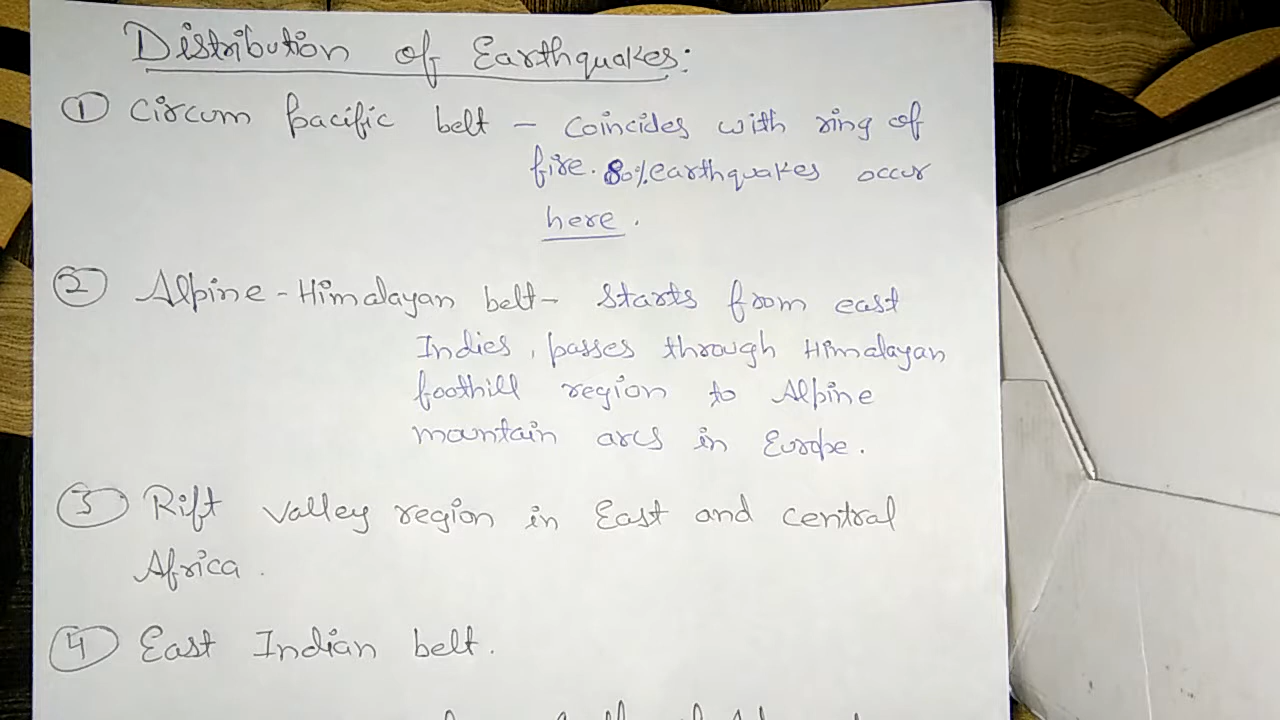 Distribution of Earthquakes:
① Circum pacific belt – Coincides with ring of
fire. 80% earthquakes occur
here.
② Alpine-Himalayan belt – Starts from east
Indies, passes through Himalayan
foothill region to Alpine
mountain arcs in Europe.
③ Rift valley region in East and central
Africa.
④ East Indian belt.